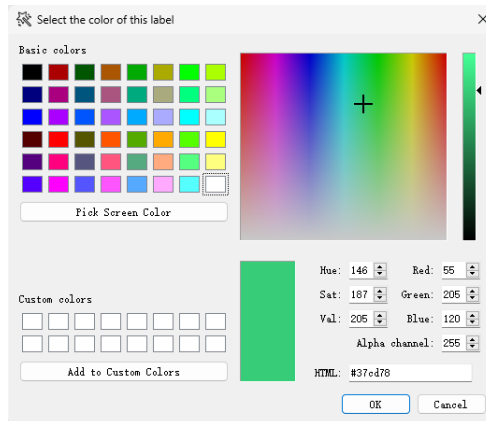 Select the color of this label
Basic colors
Pick Screen Color
Hue: 146 Red: 55
Sat: 187 Green: 205
Val: 205 Blue: 120
Alpha channel: 255
Custom colors
HTML: #37cd78
Add to Custom Colors
OK Cancel